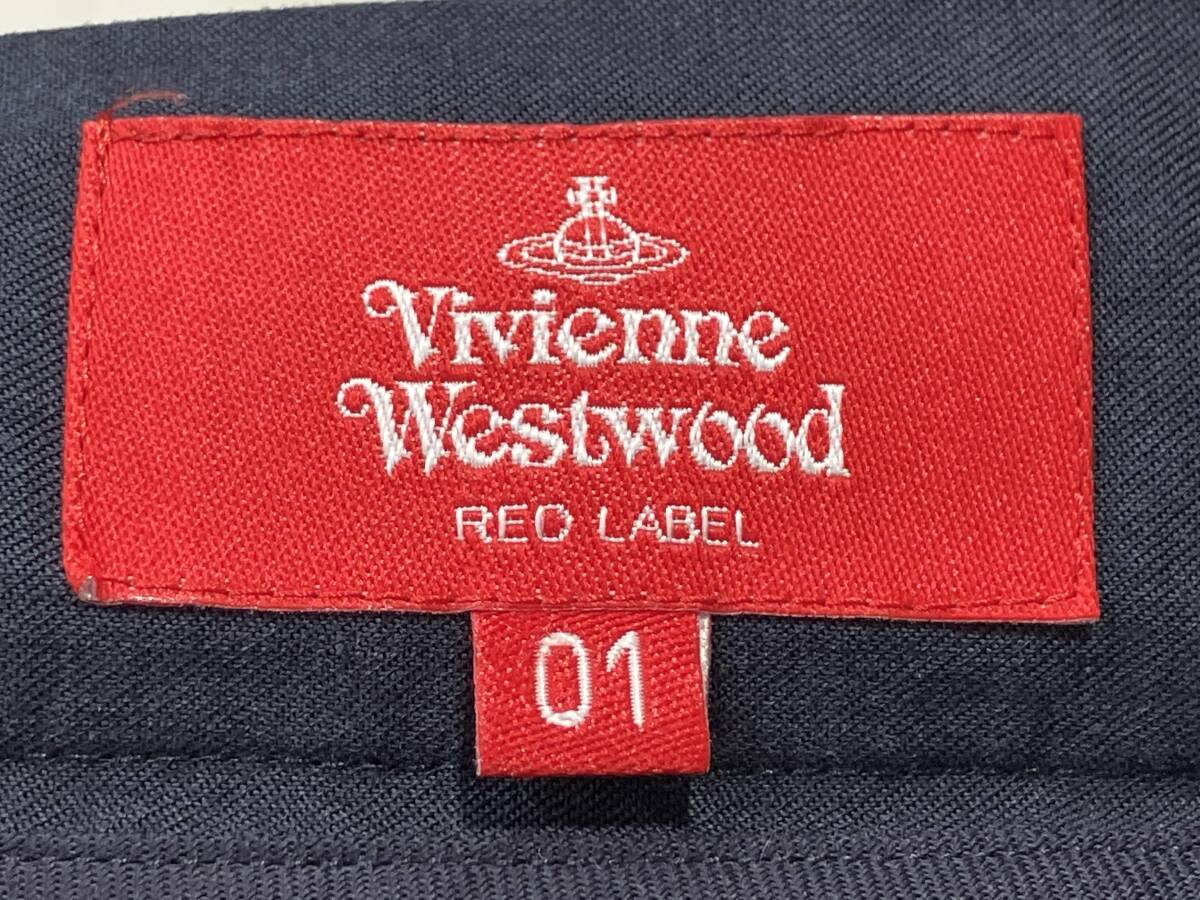 Vivienne
Westwood
RED LABEL
01